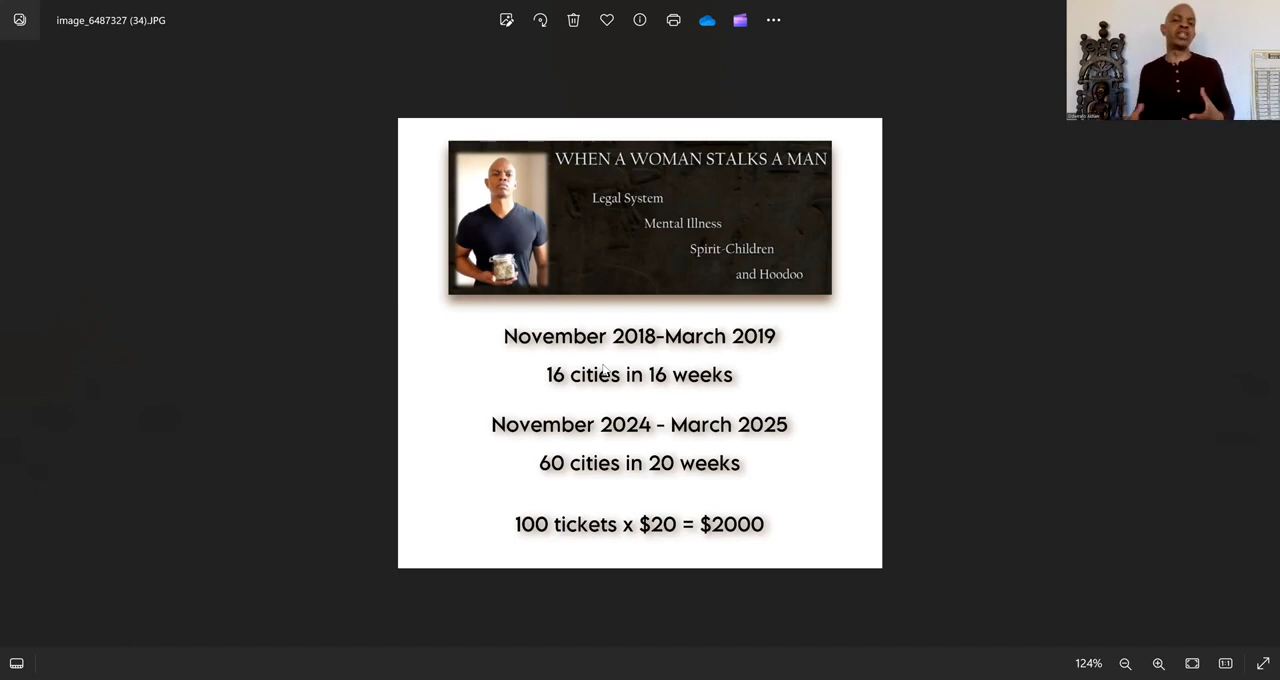 image_6487327 (34).JPG
WHEN A WOMAN STALKS A MAN
Legal System
Mental Illness
Spirit-Children
and Hoodoo
November 2018-March 2019
16 cities in 16 weeks
November 2024 - March 2025
60 cities in 20 weeks
100 tickets x $20 = $2000
124%
1:1